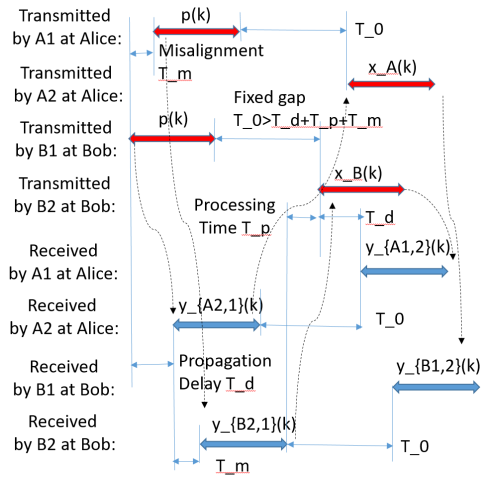 Transmitted
by A1 at Alice:
p(k)
T_0
Misalignment
T_m
Transmitted
by A2 at Alice:
x_A(k)
Fixed gap
T_0>T_d+T_p+T_m
Transmitted
by B1 at Bob:
p(k)
Transmitted
by B2 at Bob:
x_B(k)
Processing
Time T_p
T_d
Received
by A1 at Alice:
y_{A1,2}(k)
Received
by A2 at Alice:
y_{A2,1}(k)
T_0
Received
by B1 at Bob:
Propagation
Delay T_d
y_{B1,2}(k)
Received
by B2 at Bob:
y_{B2,1}(k)
T_0
T_m